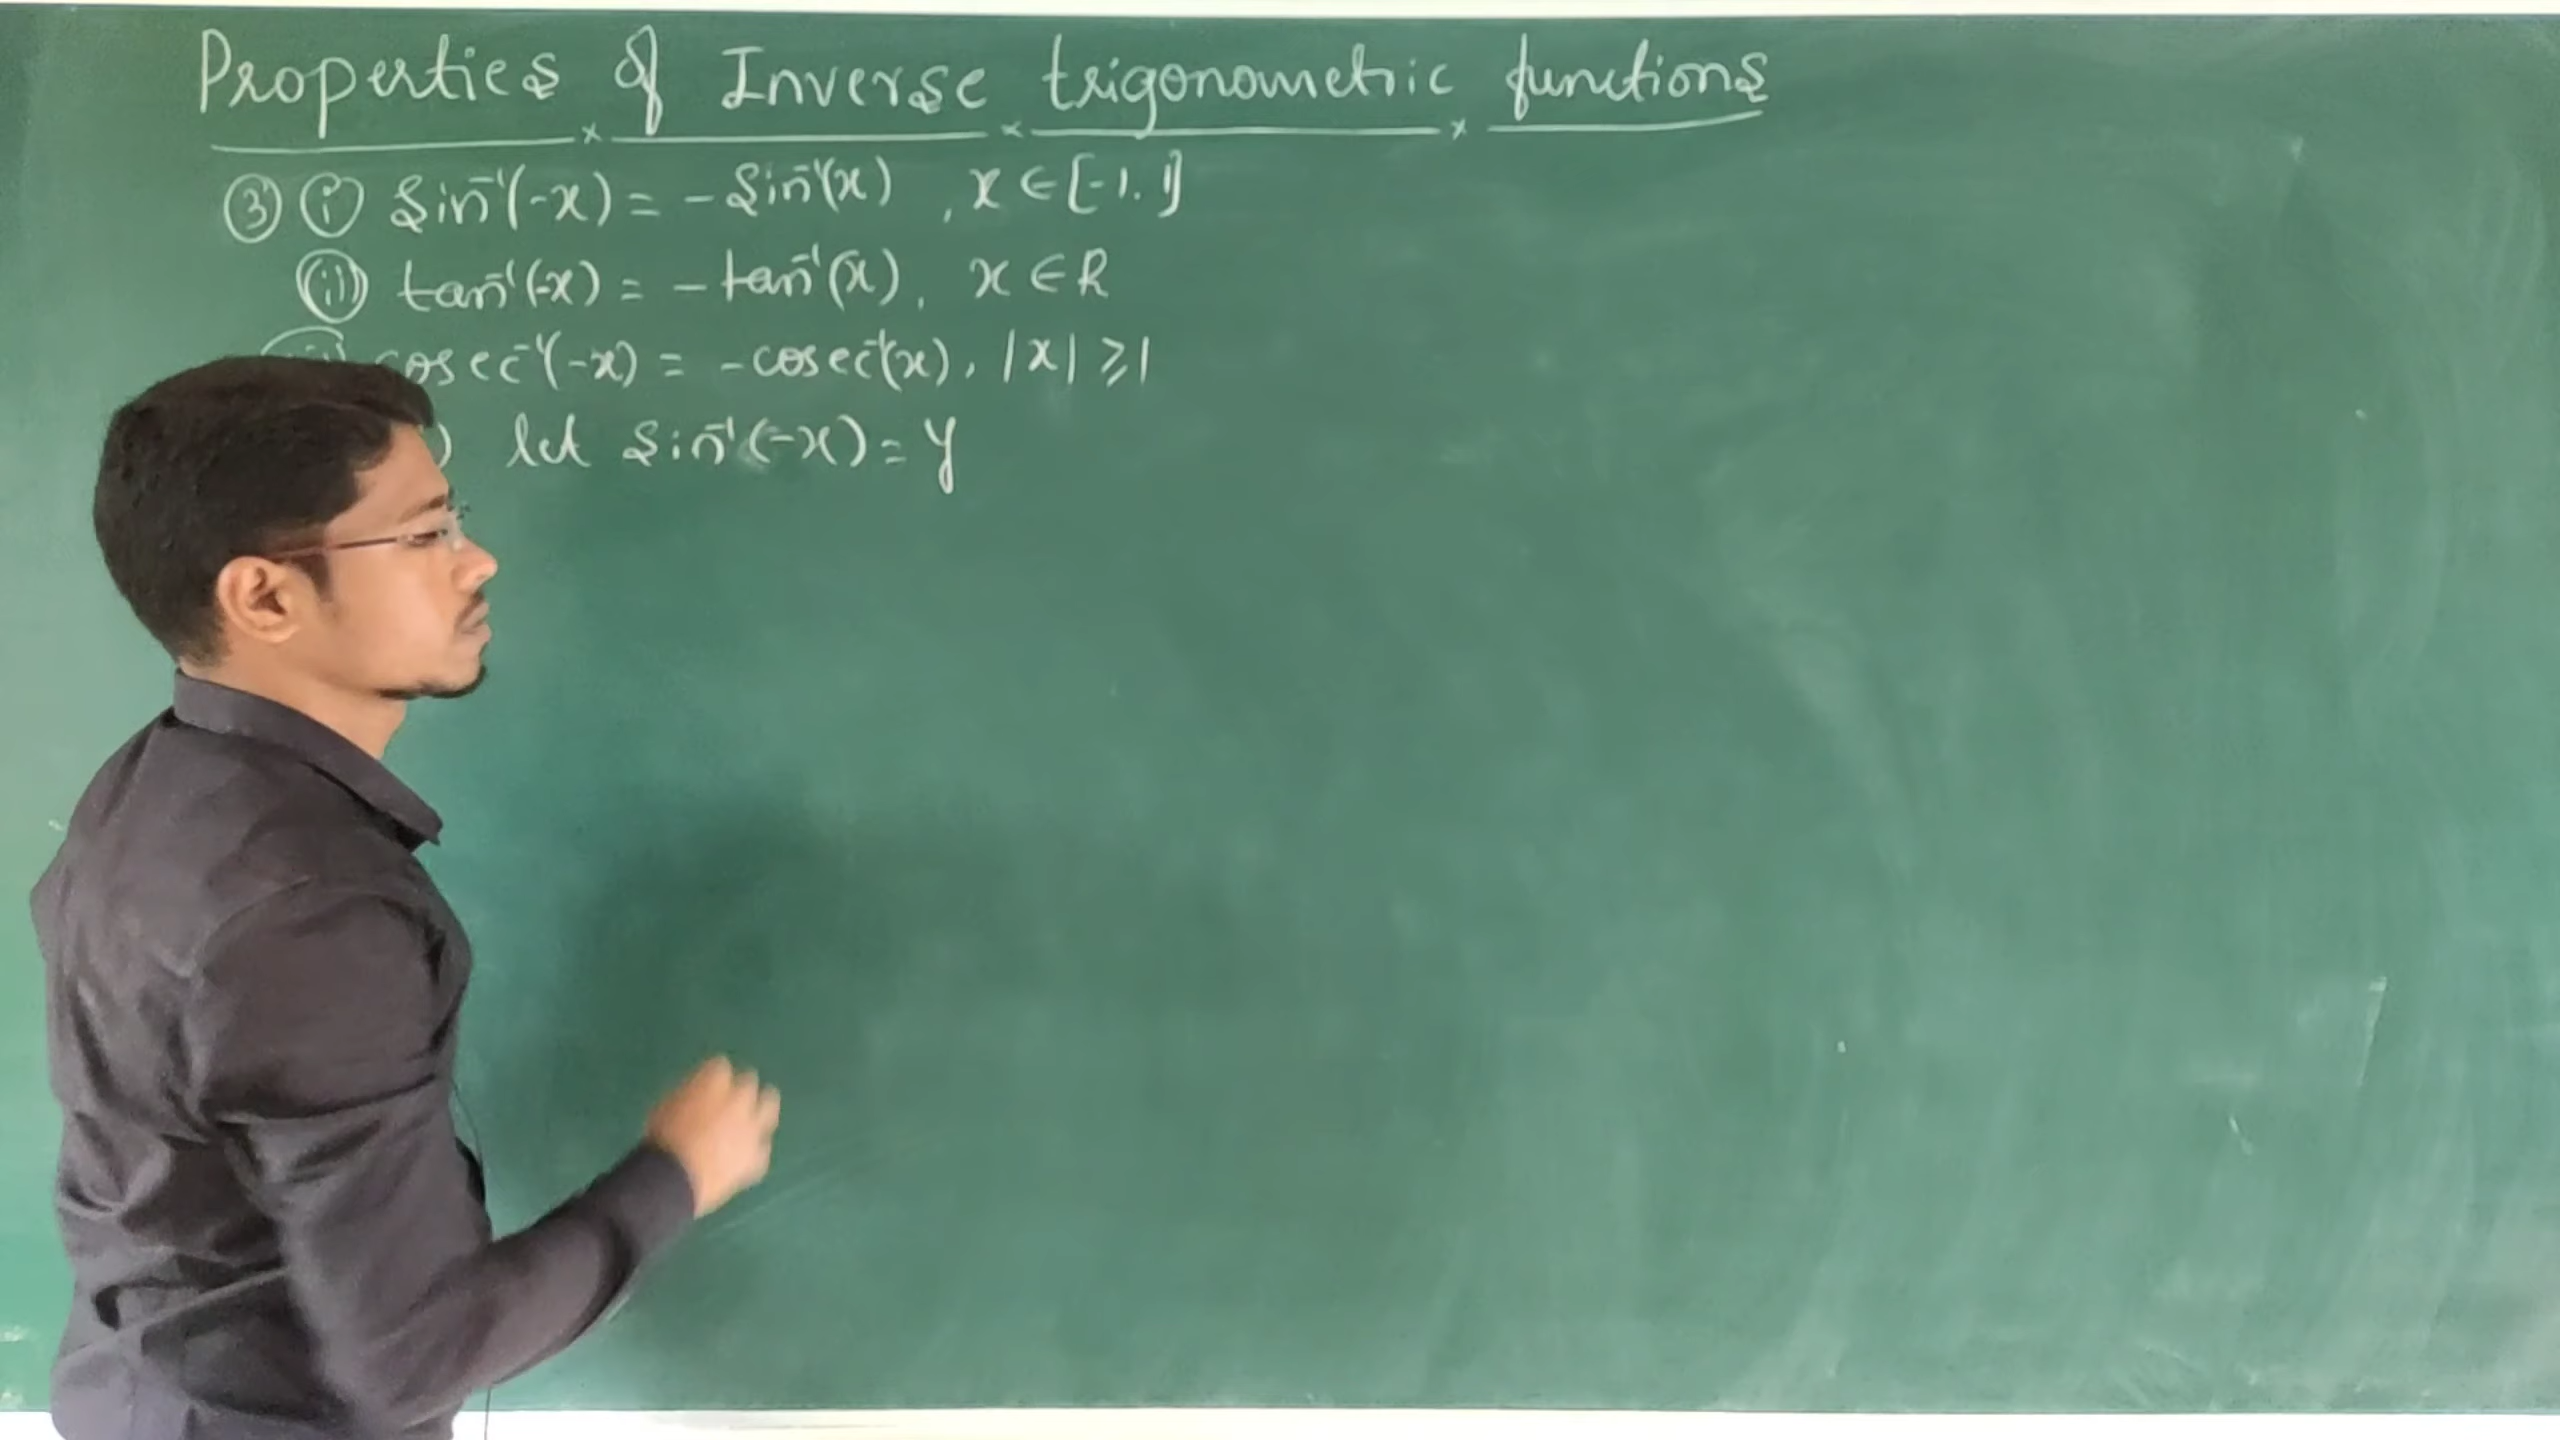 Properties of Inverse trigonometric functions
③ ⓘ Sin⁻¹(-x) = -Sin⁻¹(x) , x ∈ [-1, 1]
(ii) tan⁻¹(-x) = -tan⁻¹(x), x ∈ R
cosec⁻¹(-x) = -cosec⁻¹(x), |x| ⩾ 1
) let Sin⁻¹(-x) = y